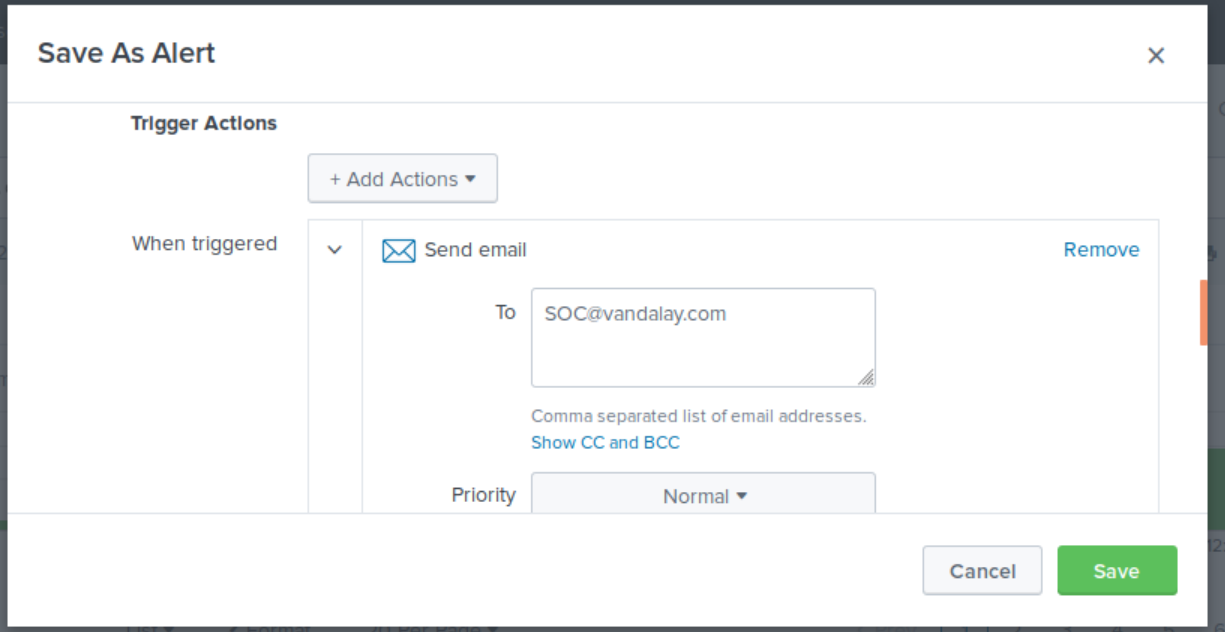 Save As Alert
Trigger Actions
+ Add Actions
When triggered
Send email
Remove
To
SOC@vandalay.com
Comma separated list of email addresses.
Show CC and BCC
Priority
Normal
Cancel
Save